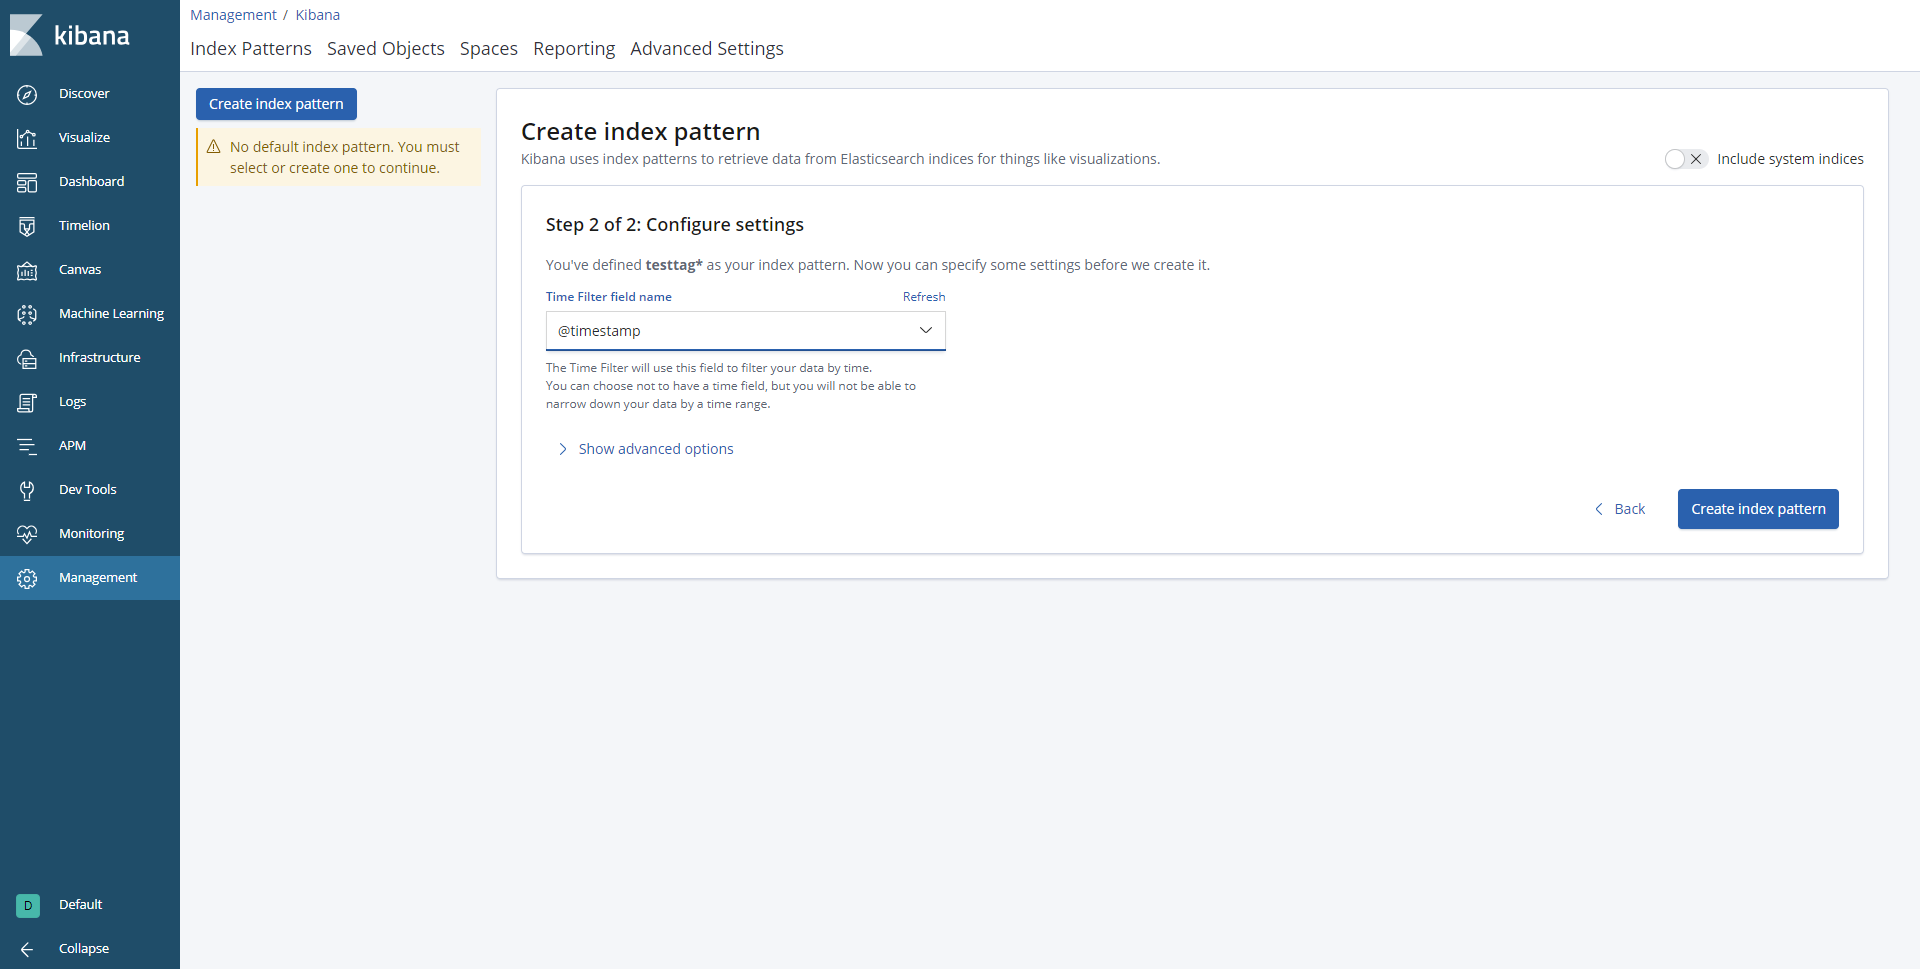 kibana
Discover
Visualize
Dashboard
Timelion
Canvas
Machine Learning
Infrastructure
Logs
APM
Dev Tools
Monitoring
Management
D Default
Collapse
Management / Kibana
Index Patterns Saved Objects Spaces Reporting Advanced Settings
Create index pattern
No default index pattern. You must
select or create one to continue.
Create index pattern
Kibana uses index patterns to retrieve data from Elasticsearch indices for things like visualizations.
Include system indices
Step 2 of 2: Configure settings
You've defined testtag* as your index pattern. Now you can specify some settings before we create it.
Time Filter field name Refresh
@timestamp
The Time Filter will use this field to filter your data by time.
You can choose not to have a time field, but you will not be able to
narrow down your data by a time range.
Show advanced options
Back Create index pattern